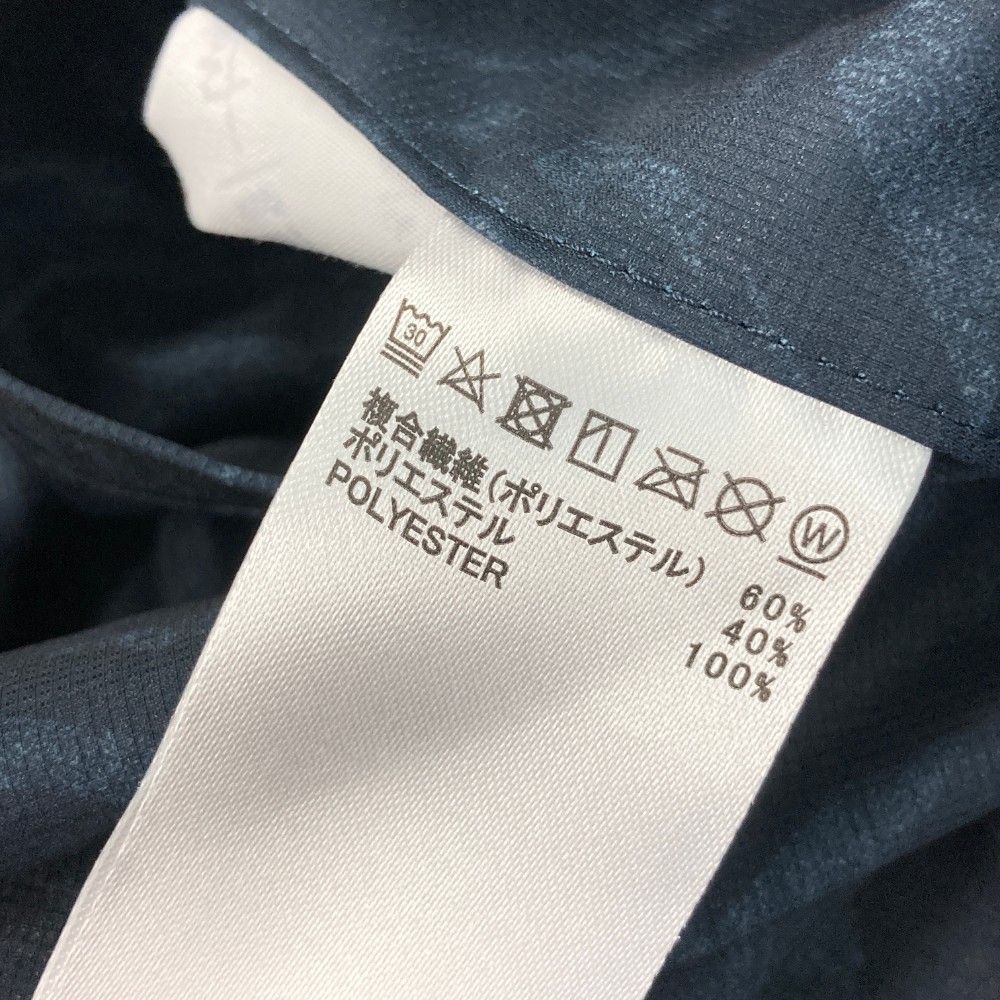 30
W
複合繊維(ポリエステル) 60%
ポリエステル 40%
POLYESTER 100%